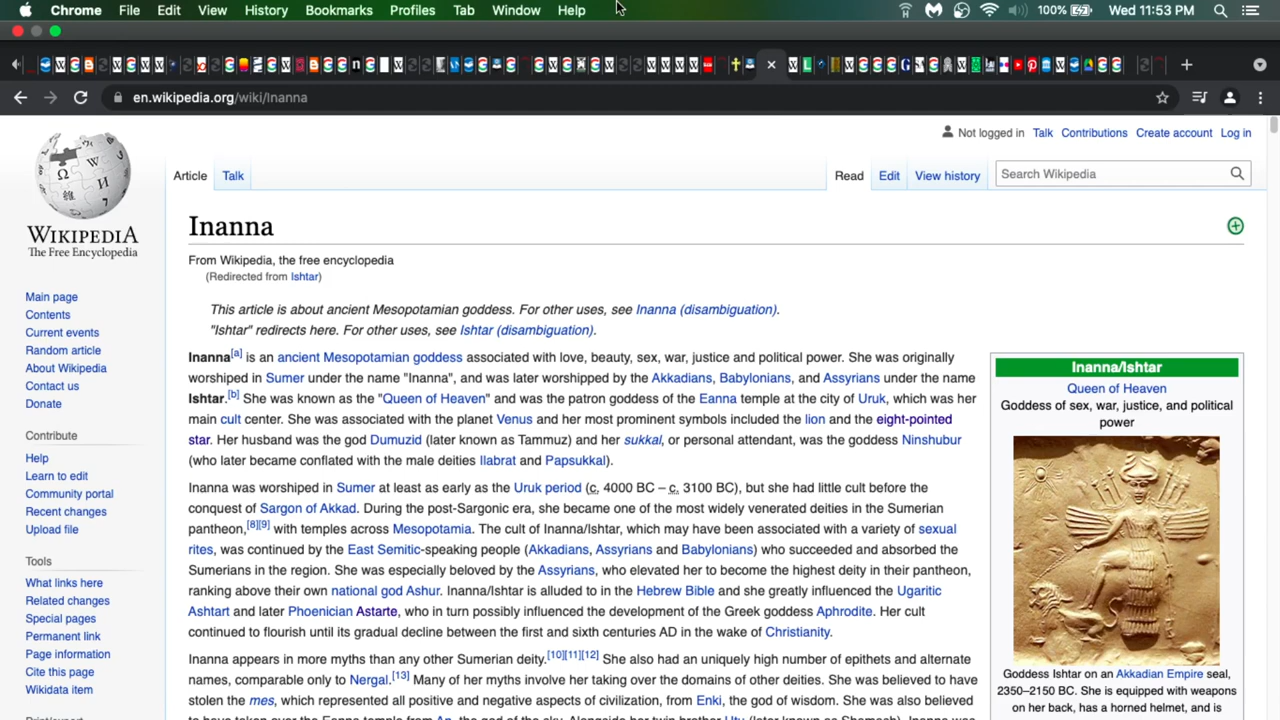 Chrome File Edit View History Bookmarks Profiles Tab Window Help 100% Wed 11:53 PM
en.wikipedia.org/wiki/Inanna
Not logged in Talk Contributions Create account Log in
Article Talk Read Edit View history Search Wikipedia
WIKIPEDIA
The Free Encyclopedia
Main page
Contents
Current events
Random article
About Wikipedia
Contact us
Donate
Contribute
Help
Learn to edit
Community portal
Recent changes
Upload file
Tools
What links here
Related changes
Special pages
Permanent link
Page information
Cite this page
Wikidata item
Inanna
From Wikipedia, the free encyclopedia
(Redirected from Ishtar)
This article is about ancient Mesopotamian goddess. For other uses, see Inanna (disambiguation).
"Ishtar" redirects here. For other uses, see Ishtar (disambiguation).
Inanna[a] is an ancient Mesopotamian goddess associated with love, beauty, sex, war, justice and political power. She was originally
worshiped in Sumer under the name "Inanna", and was later worshipped by the Akkadians, Babylonians, and Assyrians under the name
Ishtar.[b] She was known as the "Queen of Heaven" and was the patron goddess of the Eanna temple at the city of Uruk, which was her
main cult center. She was associated with the planet Venus and her most prominent symbols included the lion and the eight-pointed
star. Her husband was the god Dumuzid (later known as Tammuz) and her sukkal, or personal attendant, was the goddess Ninshubur
(who later became conflated with the male deities Ilabrat and Papsukkal).
Inanna was worshiped in Sumer at least as early as the Uruk period (c. 4000 BC – c. 3100 BC), but she had little cult before the
conquest of Sargon of Akkad. During the post-Sargonic era, she became one of the most widely venerated deities in the Sumerian
pantheon,[8][9] with temples across Mesopotamia. The cult of Inanna/Ishtar, which may have been associated with a variety of sexual
rites, was continued by the East Semitic-speaking people (Akkadians, Assyrians and Babylonians) who succeeded and absorbed the
Sumerians in the region. She was especially beloved by the Assyrians, who elevated her to become the highest deity in their pantheon,
ranking above their own national god Ashur. Inanna/Ishtar is alluded to in the Hebrew Bible and she greatly influenced the Ugaritic
Ashtart and later Phoenician Astarte, who in turn possibly influenced the development of the Greek goddess Aphrodite. Her cult
continued to flourish until its gradual decline between the first and sixth centuries AD in the wake of Christianity.
Inanna appears in more myths than any other Sumerian deity.[10][11][12] She also had an uniquely high number of epithets and alternate
names, comparable only to Nergal.[13] Many of her myths involve her taking over the domains of other deities. She was believed to have
stolen the mes, which represented all positive and negative aspects of civilization, from Enki, the god of wisdom. She was also believed
Inanna/Ishtar
Queen of Heaven
Goddess of sex, war, justice, and political
power
Goddess Ishtar on an Akkadian Empire seal,
2350–2150 BC. She is equipped with weapons
on her back, has a horned helmet, and is